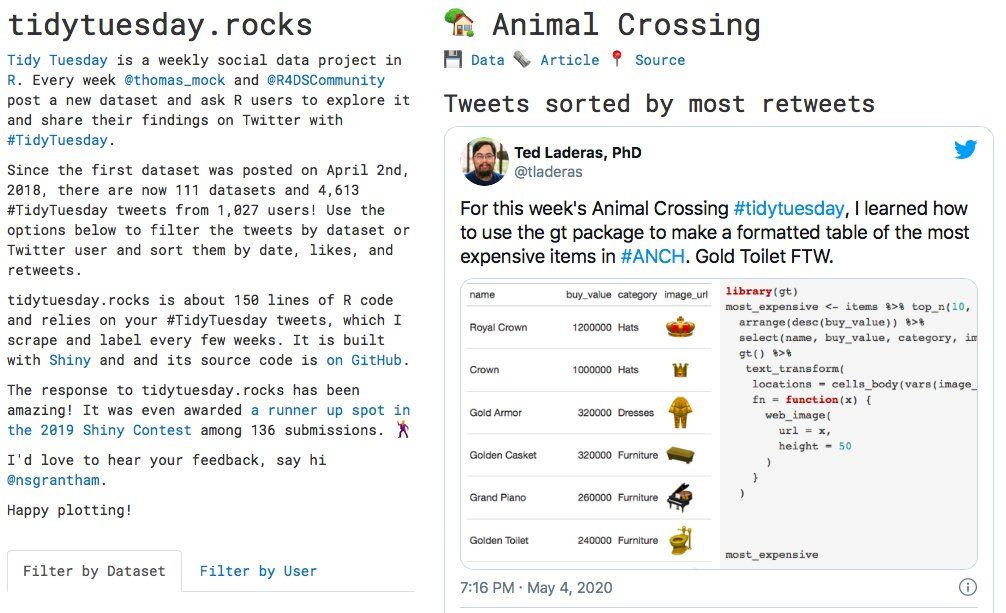 tidytuesday.rocks
Tidy Tuesday is a weekly social data project in
R. Every week @thomas_mock and @R4DSCommunity
post a new dataset and ask R users to explore it
and share their findings on Twitter with
#TidyTuesday.
Since the first dataset was posted on April 2nd,
2018, there are now 111 datasets and 4,613
#TidyTuesday tweets from 1,027 users! Use the
options below to filter the tweets by dataset or
Twitter user and sort them by date, likes, and
retweets.
tidytuesday.rocks is about 150 lines of R code
and relies on your #TidyTuesday tweets, which I
scrape and label every few weeks. It is built
with Shiny and and its source code is on GitHub.
The response to tidytuesday.rocks has been
amazing! It was even awarded a runner up spot in
the 2019 Shiny Contest among 136 submissions.
I'd love to hear your feedback, say hi
@nsgrantham.
Happy plotting!
Filter by Dataset
Filter by User
Animal Crossing
Data Article Source
Tweets sorted by most retweets
Ted Laderas, PhD
@tladeras
For this week's Animal Crossing #tidytuesday, I learned how
to use the gt package to make a formatted table of the most
expensive items in #ANCH. Gold Toilet FTW.
name buy_value category image_url
Royal Crown 1200000 Hats
Crown 1000000 Hats
Gold Armor 320000 Dresses
Golden Casket 320000 Furniture
Grand Piano 260000 Furniture
Golden Toilet 240000 Furniture
library(gt)
most_expensive <- items %>% top_n(10,
arrange(desc(buy_value)) %>%
select(name, buy_value, category, im
gt() %>%
text_transform(
locations = cells_body(vars(image_
fn = function(x) {
web_image(
url = x,
height = 50
)
}
)
most_expensive
7:16 PM · May 4, 2020